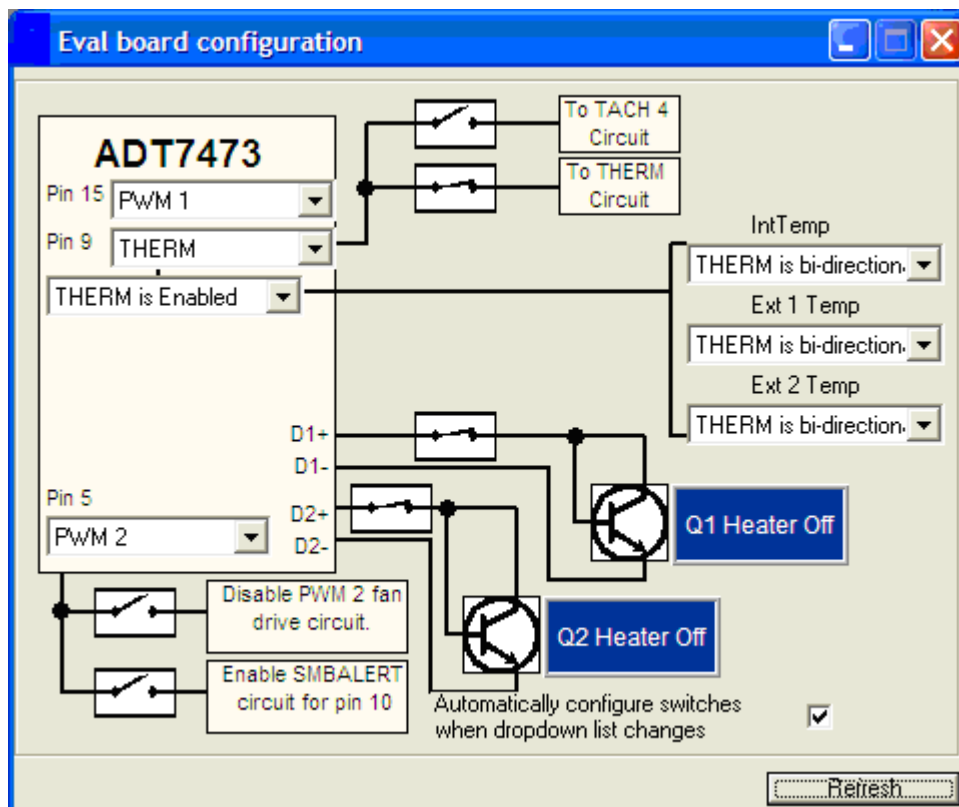 Eval board configuration
To TACH 4
Circuit
ADT7473
To THERM
Circuit
Pin 15
PWM 1
Pin 9
THERM
IntTemp
THERM is bi-direction.
THERM is Enabled
Ext 1 Temp
THERM is bi-direction.
Ext 2 Temp
THERM is bi-direction.
D1+
D1-
Pin 5
PWM 2
D2+
D2-
Q1 Heater Off
Disable PWM 2 fan
drive circuit.
Q2 Heater Off
Enable SMBALERT
circuit for pin 10
Automatically configure switches
when dropdown list changes
Refresh